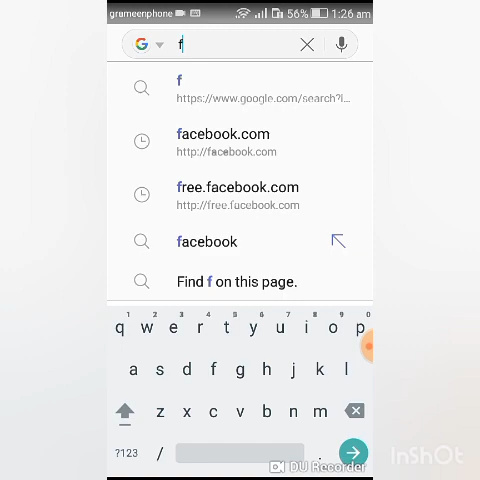 grameenphone 56% 1:26 am
f
f
https://www.google.com/search?l...
facebook.com
http://facebook.com
free.facebook.com
http://free.facebook.com
facebook
Find f on this page.
1 2 3 4 5 6 7 8 9 0
q w e r t y u i o p
a s d f g h j k l
z x c v b n m
?123 / .
DU Recorder
InShOt